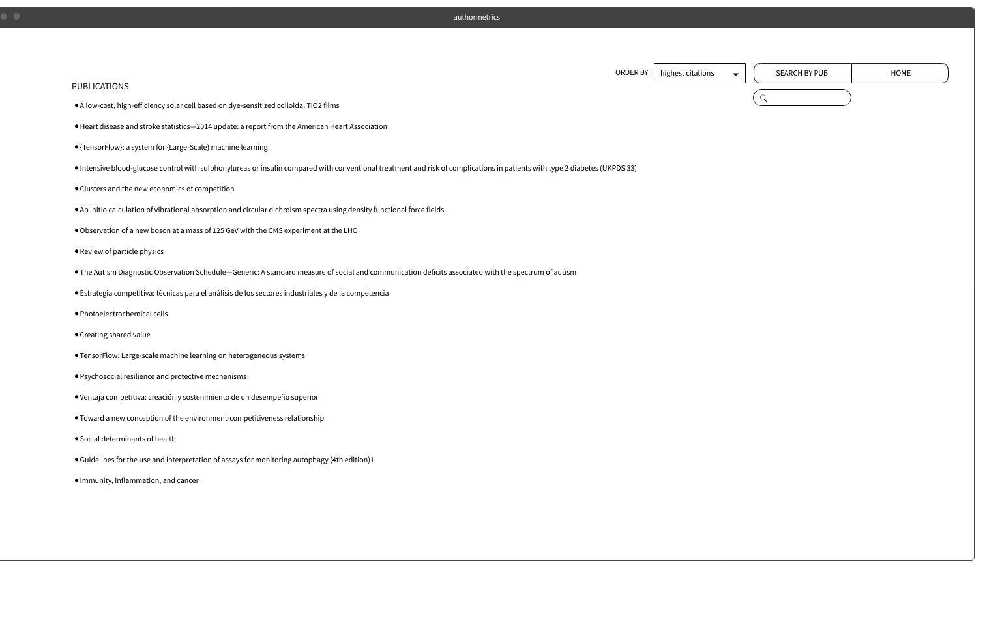 authormetrics
ORDER BY: highest citations SEARCH BY PUB HOME
PUBLICATIONS
A low-cost, high-efficiency solar cell based on dye-sensitized colloidal TiO2 films
Heart disease and stroke statistics—2014 update: a report from the American Heart Association
{TensorFlow}: a system for {Large-Scale} machine learning
Intensive blood-glucose control with sulphonylureas or insulin compared with conventional treatment and risk of complications in patients with type 2 diabetes (UKPDS 33)
Clusters and the new economics of competition
Ab initio calculation of vibrational absorption and circular dichroism spectra using density functional force fields
Observation of a new boson at a mass of 125 GeV with the CMS experiment at the LHC
Review of particle physics
The Autism Diagnostic Observation Schedule—Generic: A standard measure of social and communication deficits associated with the spectrum of autism
Estrategia competitiva: técnicas para el análisis de los sectores industriales y de la competencia
Photoelectrochemical cells
Creating shared value
TensorFlow: Large-scale machine learning on heterogeneous systems
Psychosocial resilience and protective mechanisms
Ventaja competitiva: creación y sostenimiento de un desempeño superior
Toward a new conception of the environment-competitiveness relationship
Social determinants of health
Guidelines for the use and interpretation of assays for monitoring autophagy (4th edition)1
Immunity, inflammation, and cancer